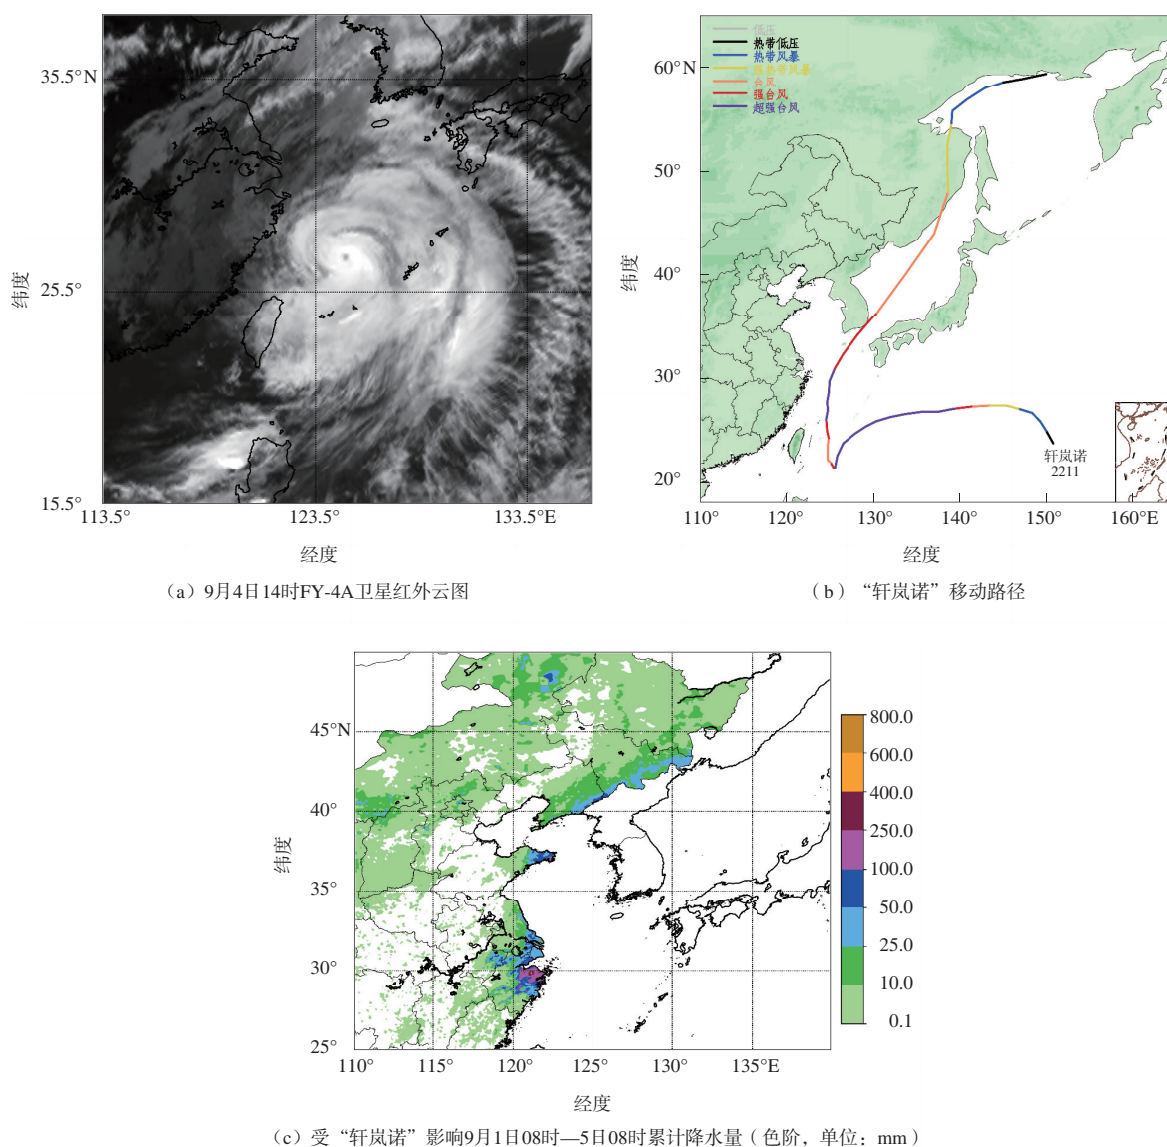 35.5°N
25.5°
15.5°
113.5°
123.5°
133.5°E
纬度
经度
(a)9月4日14时FY-4A卫星红外云图
低压
热带低压
热带风暴
强热带风暴
台风
强台风
超强台风
60°N
50°
40°
30°
20°
110°
120°
130°
140°
150°
160°E
纬度
经度
轩岚诺
2211
(b)“轩岚诺”移动路径
45°N
40°
35°
30°
25°
110°
115°
120°
125°
130°
135°E
纬度
经度
800.0
600.0
400.0
250.0
100.0
50.0
25.0
10.0
0.1
(c)受“轩岚诺”影响9月1日08时—5日08时累计降水量(色阶,单位:mm)